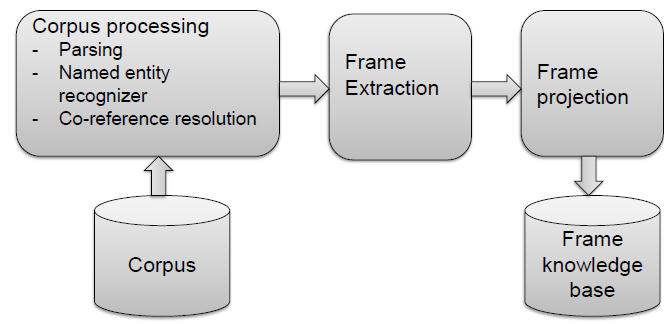 Corpus processing
- Parsing
- Named entity
recognizer
- Co-reference resolution
Frame
Extraction
Frame
projection
Corpus
Frame
knowledge
base